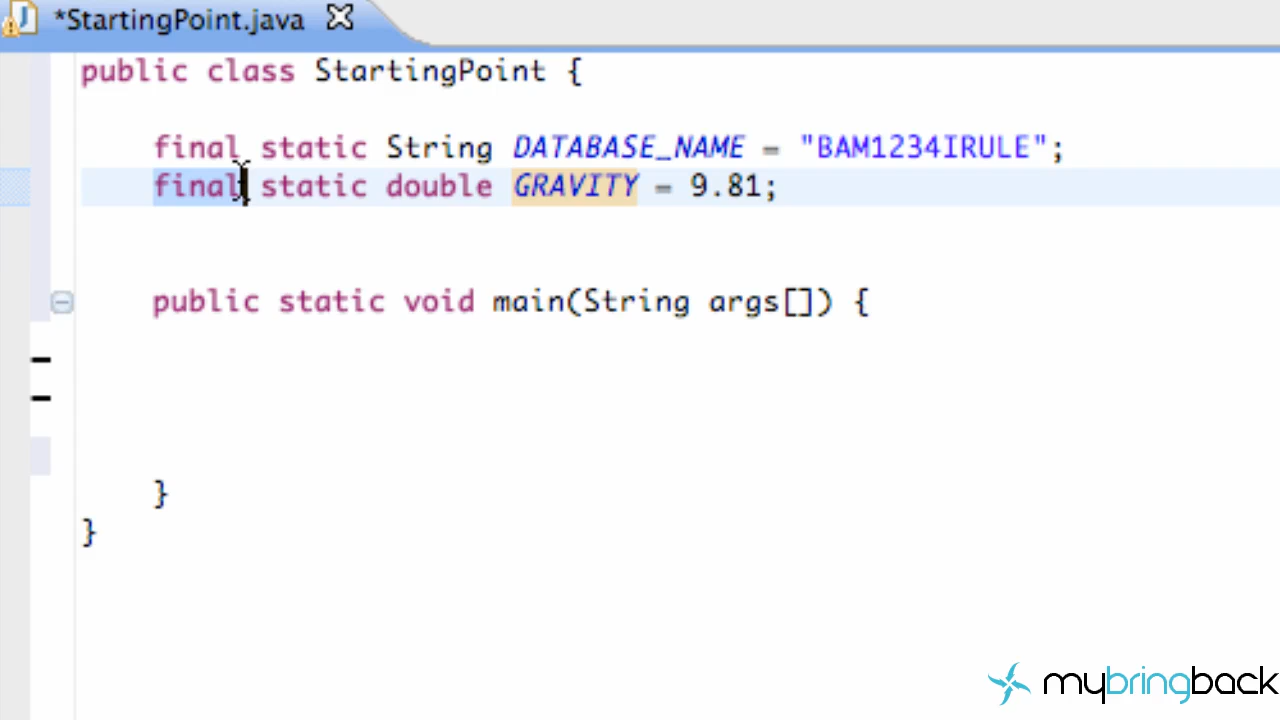 *StartingPoint.java
public class StartingPoint {
final static String DATABASE_NAME = "BAM1234IRULE";
final static double GRAVITY = 9.81;
public static void main(String args[]) {
}
}
mybringback